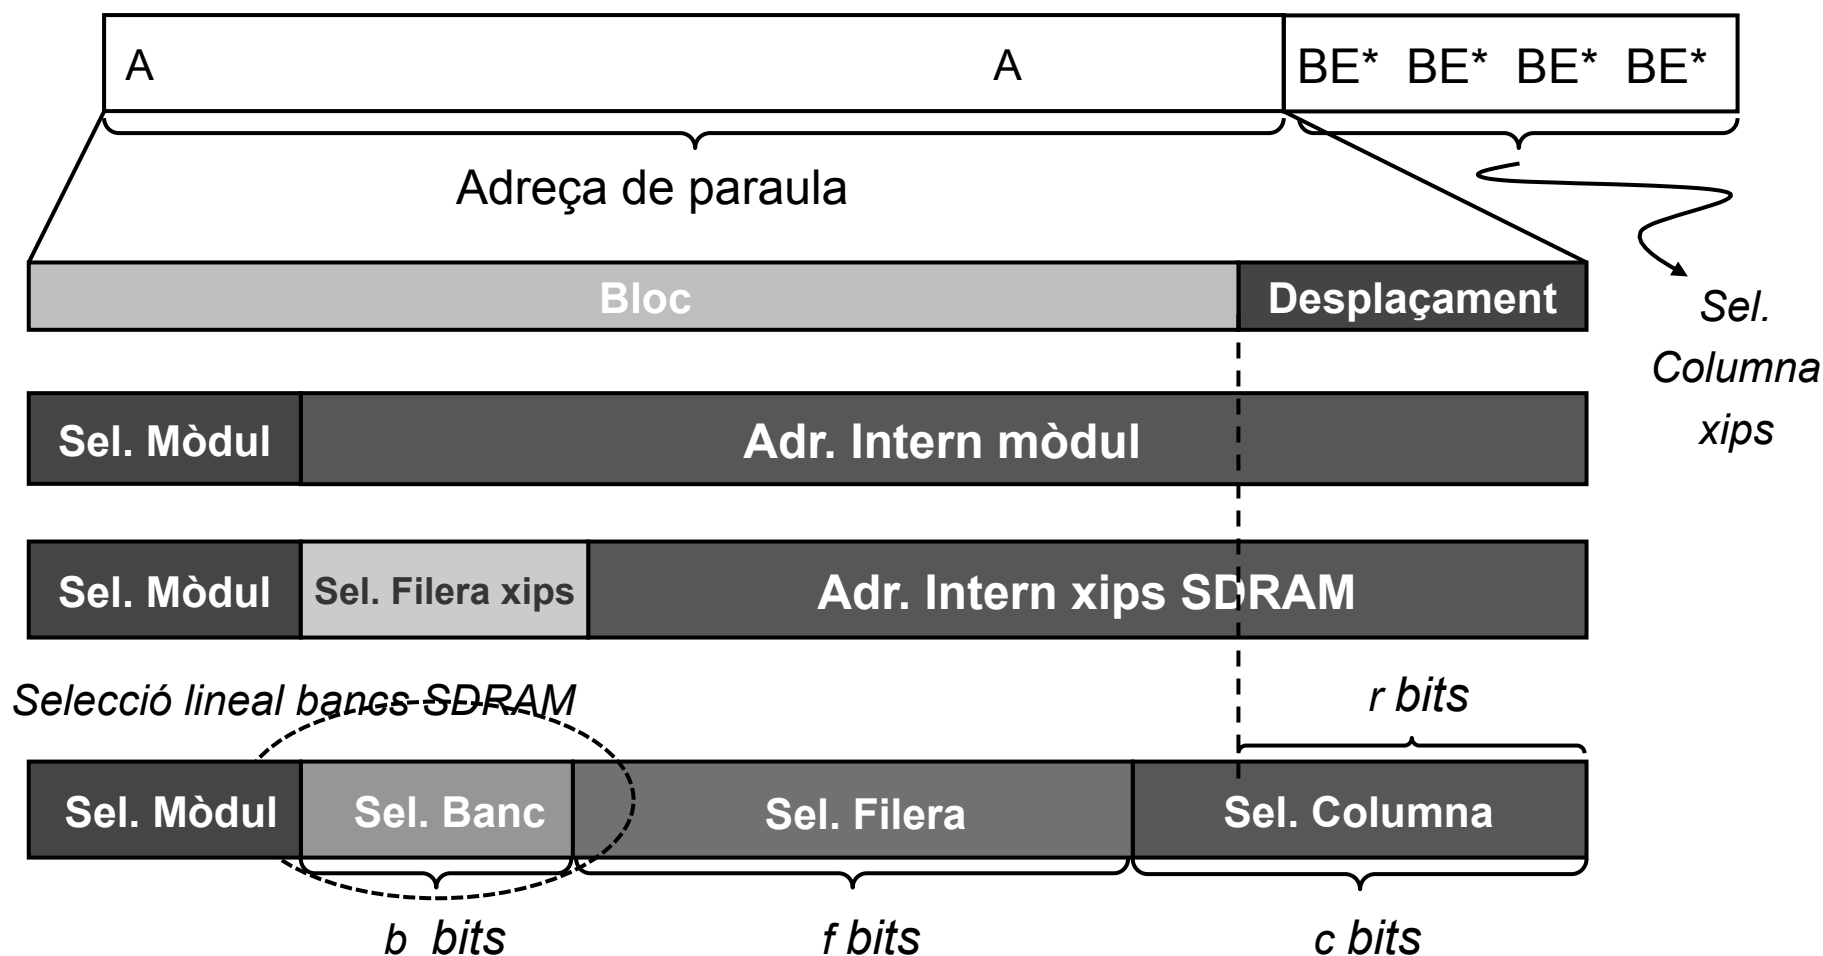 A A BE* BE* BE* BE*
Adreça de paraula
Bloc Desplaçament
Sel.
Columna
xips
Sel. Mòdul Adr. Intern mòdul
Sel. Mòdul Sel. Filera xips Adr. Intern xips SDRAM
Selecció lineal bancs SDRAM r bits
Sel. Mòdul Sel. Banc Sel. Filera Sel. Columna
b bits f bits c bits